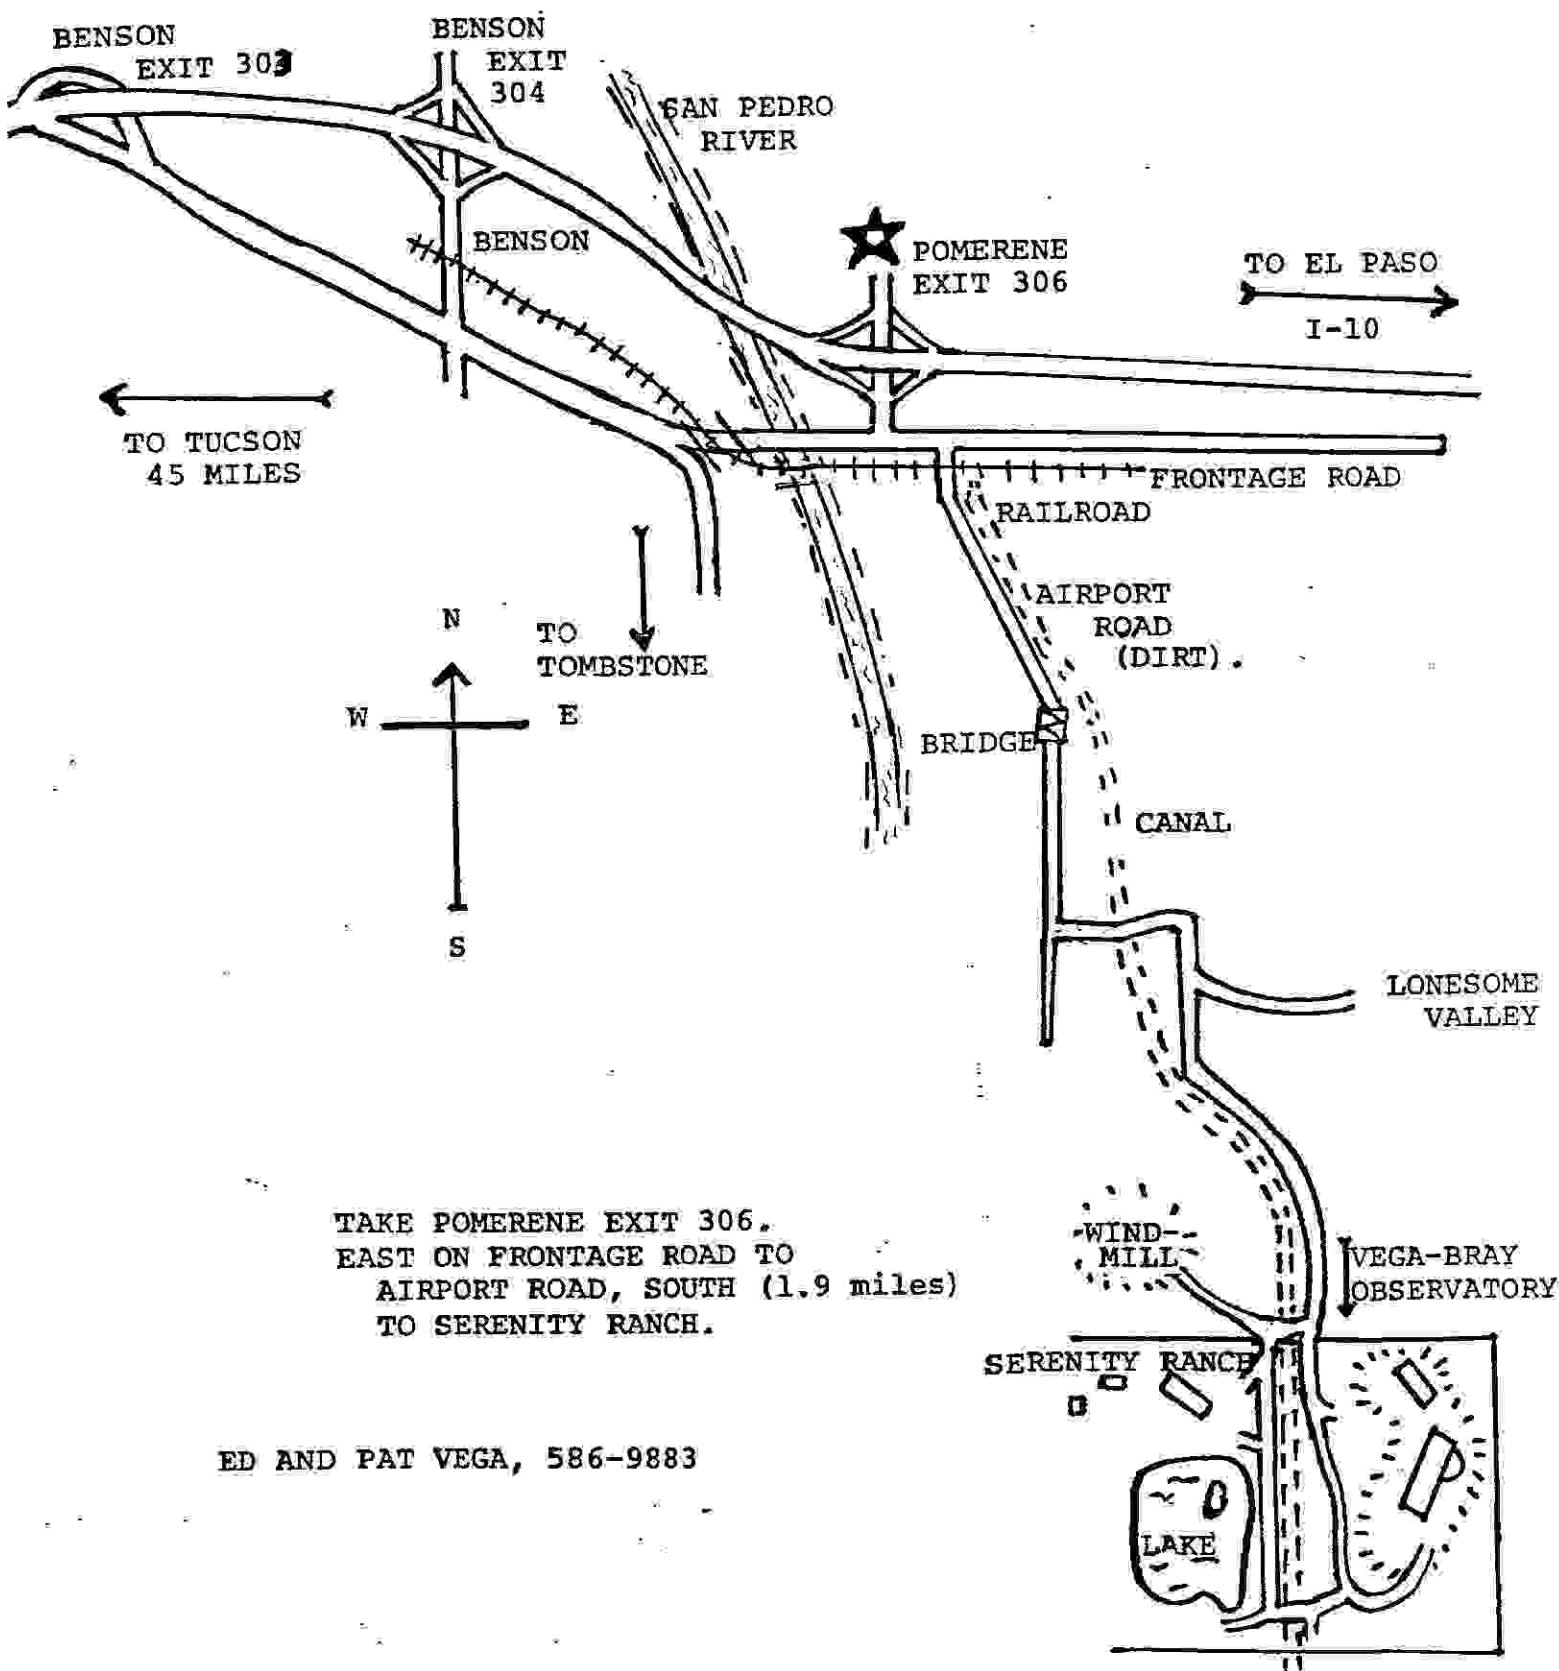 BENSON
EXIT 303
BENSON
EXIT
304
SAN PEDRO
RIVER
BENSON
POMERENE
EXIT 306
TO EL PASO
I-10
TO TUCSON
45 MILES
FRONTAGE ROAD
RAILROAD
AIRPORT
ROAD
(DIRT).
N
TO
TOMBSTONE
W
E
BRIDGE
CANAL
S
LONESOME
VALLEY
TAKE POMERENE EXIT 306.
EAST ON FRONTAGE ROAD TO
AIRPORT ROAD, SOUTH (1.9 miles)
TO SERENITY RANCH.
WIND-
MILL
VEGA-BRAY
OBSERVATORY
SERENITY RANCH
ED AND PAT VEGA, 586-9883
LAKE